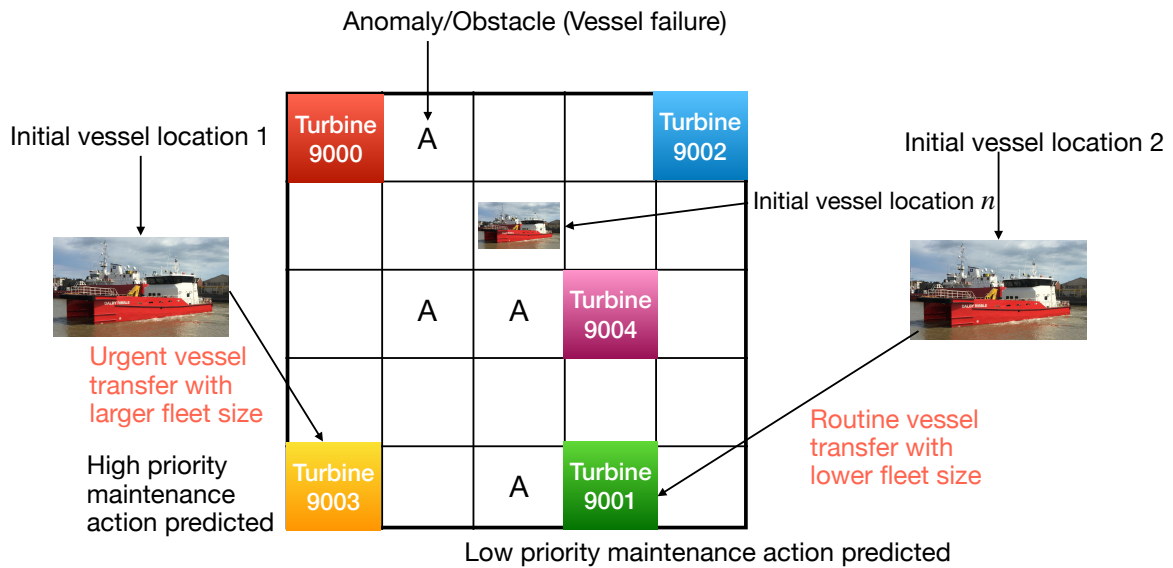 Anomaly/Obstacle (Vessel failure)
Initial vessel location 1
Turbine
9000
A
Turbine
9002
Initial vessel location 2
Initial vessel location n
A
A
Turbine
9004
Urgent vessel
transfer with
larger fleet size
Routine vessel
transfer with
lower fleet size
High priority
maintenance
action predicted
Turbine
9003
A
Turbine
9001
Low priority maintenance action predicted